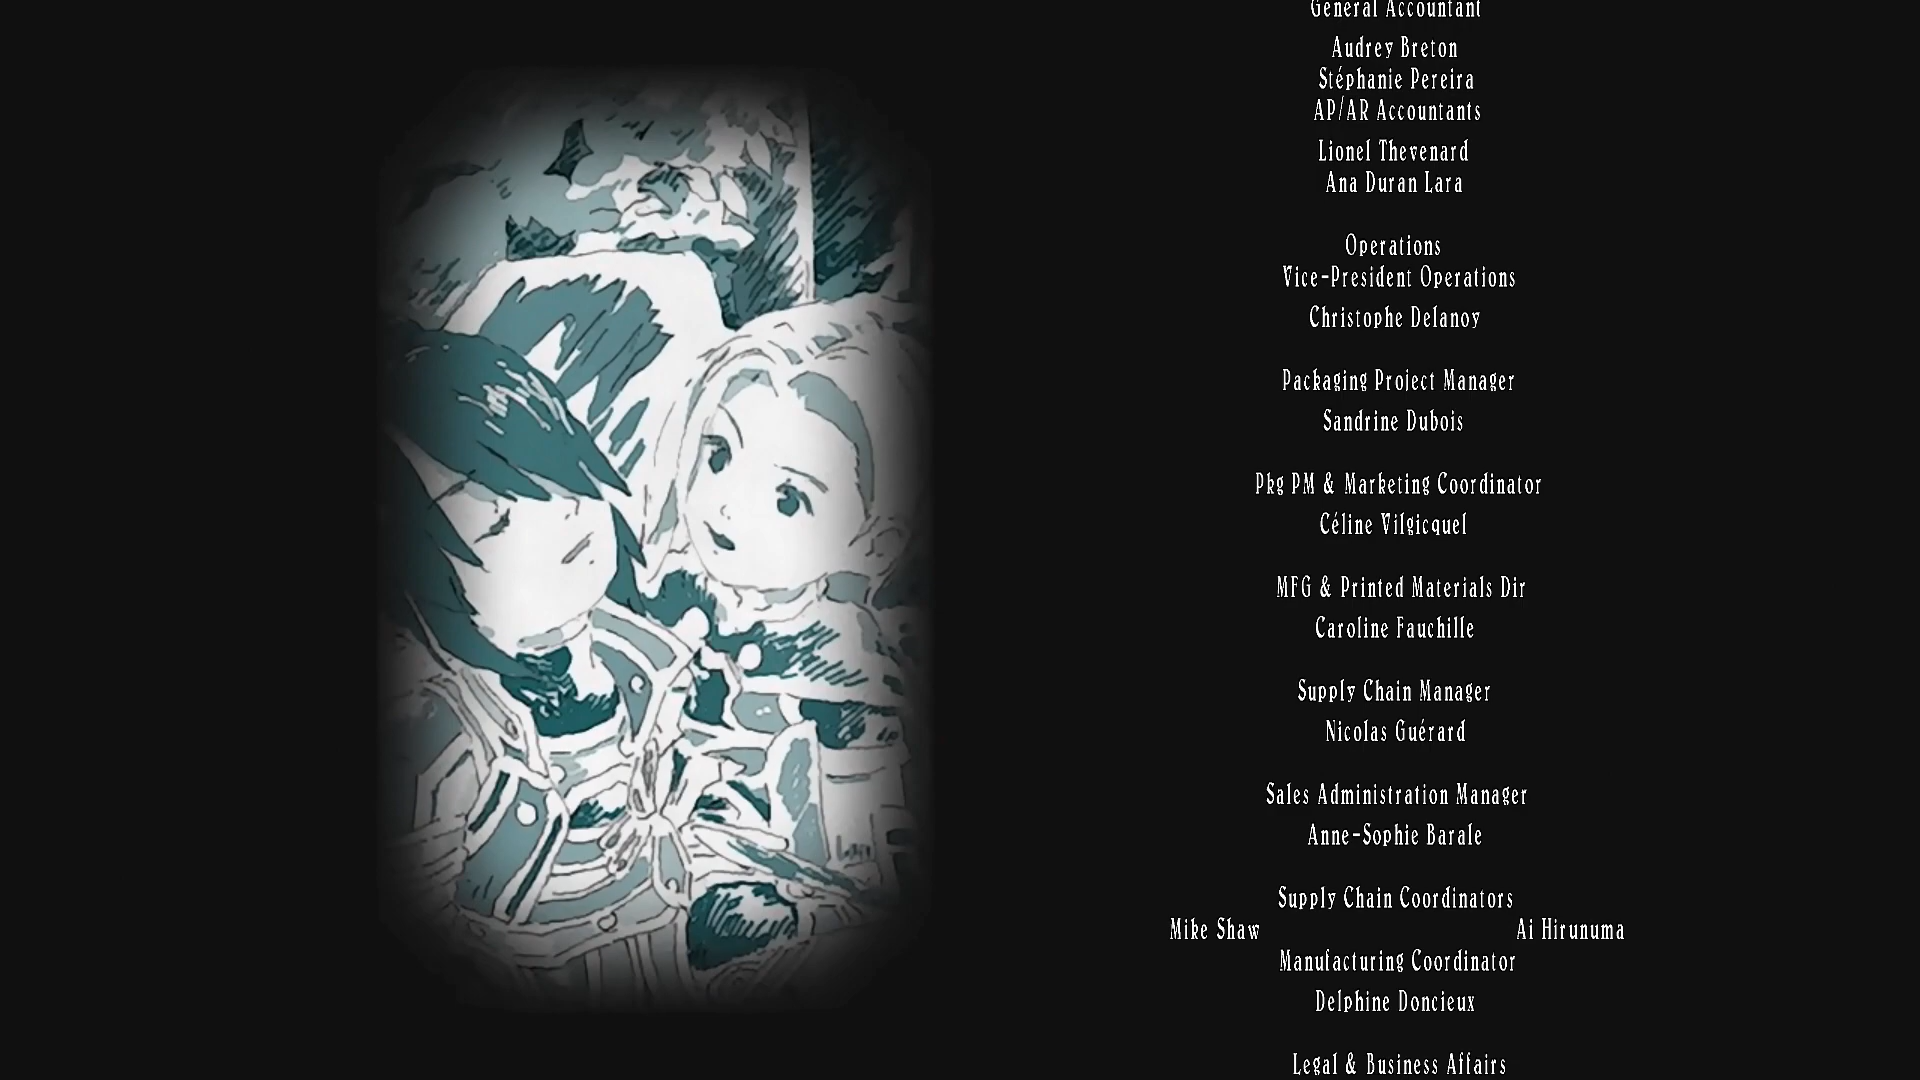 General Accountant
Audrey Breton
Stéphanie Pereira
AP/AR Accountants
Lionel Thevenard
Ana Duran Lara
Operations
Vice-President Operations
Christophe Delanoy
Packaging Project Manager
Sandrine Dubois
Pkg PM & Marketing Coordinator
Céline Vilgicquel
MFG & Printed Materials Dir
Caroline Fauchille
Supply Chain Manager
Nicolas Guérard
Sales Administration Manager
Anne-Sophie Barale
Supply Chain Coordinators
Mike Shaw Ai Hirunuma
Manufacturing Coordinator
Delphine Doncieux
Legal & Business Affairs